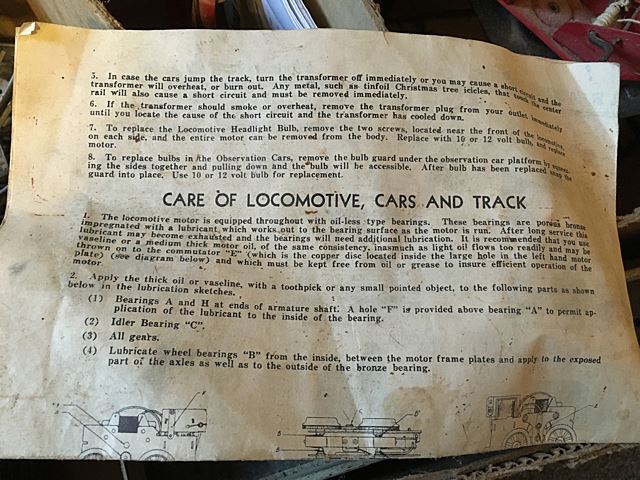 5. In case the cars jump the track, turn the transformer off immediately or you may cause a short circuit and the
transformer will overheat, or burn out. Any metal, such as tinfoil Christmas tree icicles, that touch the center
rail will also cause a short circuit and must be removed immediately.
6. If the transformer should smoke or overheat, remove the transformer plug from your outlet immediately
until you locate the cause of the short circuit and the transformer has cooled down.
7. To replace the Locomotive Headlight Bulb, remove the two screws, located near the front of the locomotive,
on each side, and the entire motor can be removed from the body. Replace with 10 or 12 volt bulb, and replace
motor.
8. To replace bulbs in the Observation Cars, remove the bulb guard under the observation car platform by squeez-
ing the sides together and pulling down and the bulb will be accessible. After bulb has been replaced snap the
guard into place. Use 10 or 12 volt bulb for replacement.
CARE OF LOCOMOTIVE, CARS AND TRACK
1. The locomotive motor is equipped throughout with oil-less type bearings. These bearings are porous bronze
impregnated with a lubricant which works out to the bearing surface as the motor is run. After long service this
lubricant may become exhausted and the bearings will need additional lubrication. It is recommended that you use
vaseline or a medium thick motor oil, of the same consistency, inasmuch as light oil flows too readily and may be
thrown on to the commutator "E" (which is the copper disc located inside the large hole in the left hand motor
plate) (see diagram below) and which must be kept free from oil or grease to insure efficient operation of the
motor.
2. Apply the thick oil or vaseline, with a toothpick or any small pointed object, to the following parts as shown
below in the lubrication sketches.
(1) Bearings A and H at ends of armature shaft. A hole "F" is provided above bearing "A" to permit ap-
plication of the lubricant to the inside of the bearing.
(2) Idler Bearing "C".
(3) All gears.
(4) Lubricate wheel bearings "B" from the inside, between the motor frame plates and apply to the exposed
part of the axles as well as to the outside of the bronze bearing.